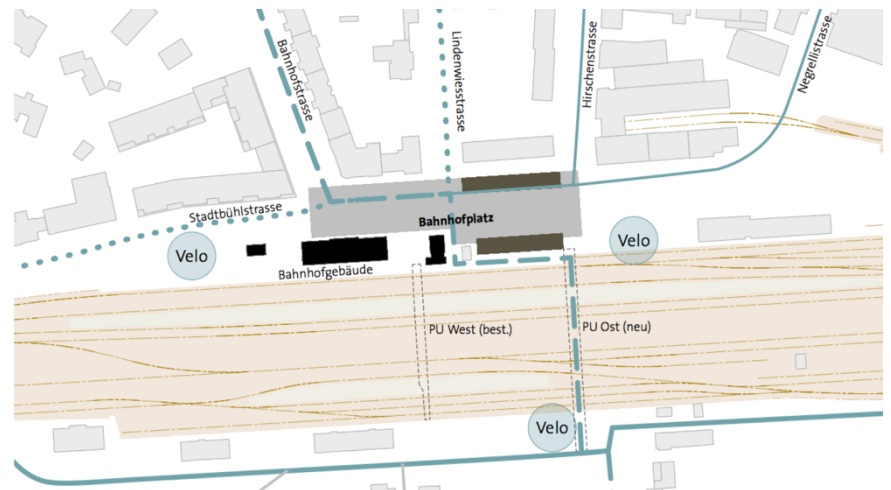 Bahnhofstrasse
Lindenwiesstrasse
Hirschenstrasse
Negrellistrasse
Stadtbühlstrasse
Bahnhofplatz
Velo
Velo
Bahnhofgebäude
PU West (best.)
PU Ost (neu)
Velo